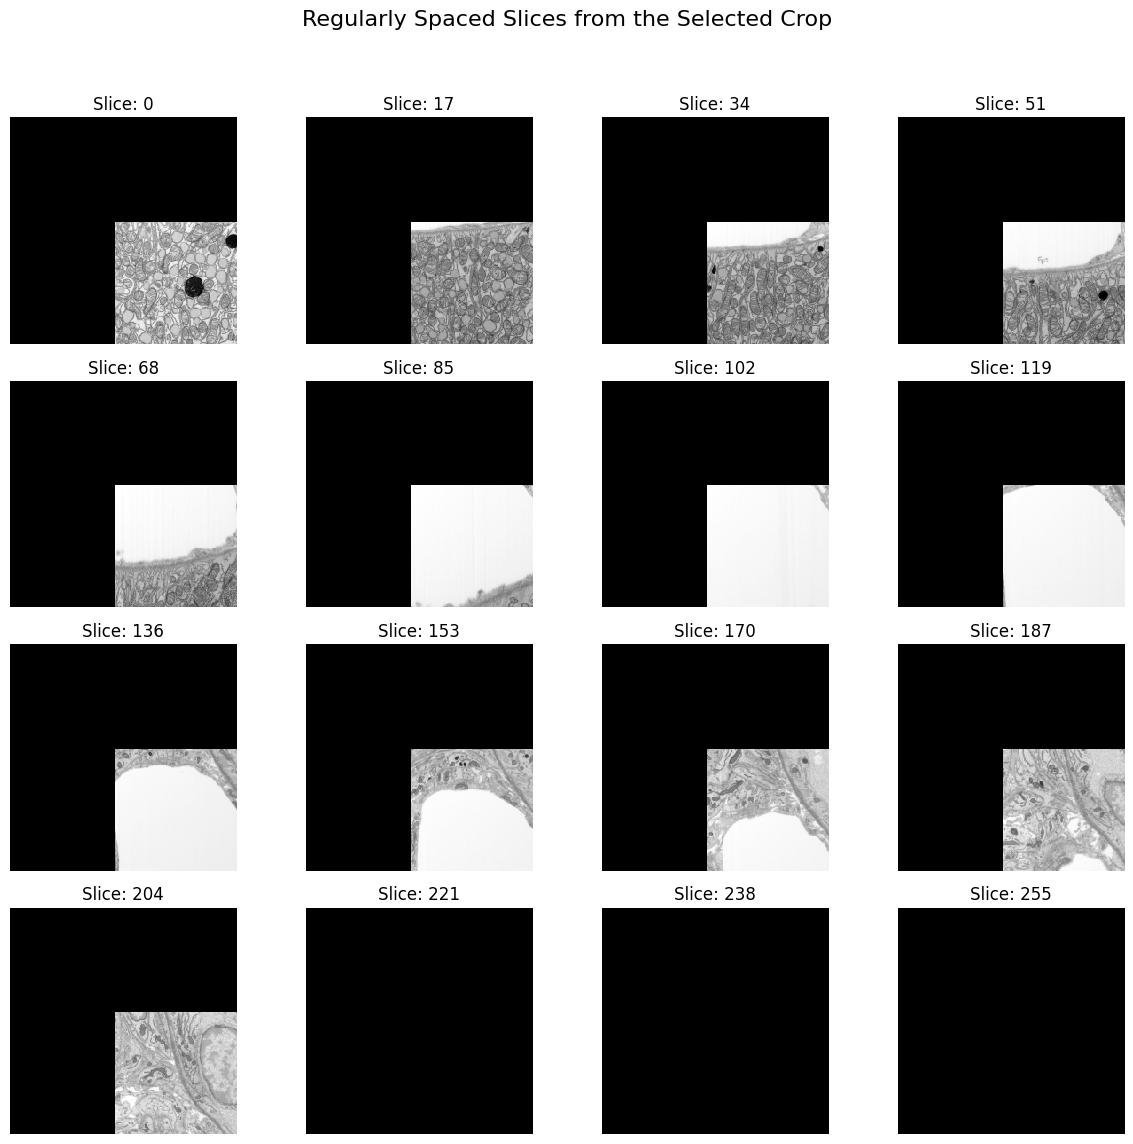 Regularly Spaced Slices from the Selected Crop
Slice: 0
Slice: 17
Slice: 34
Slice: 51
Slice: 68
Slice: 85
Slice: 102
Slice: 119
Slice: 136
Slice: 153
Slice: 170
Slice: 187
Slice: 204
Slice: 221
Slice: 238
Slice: 255